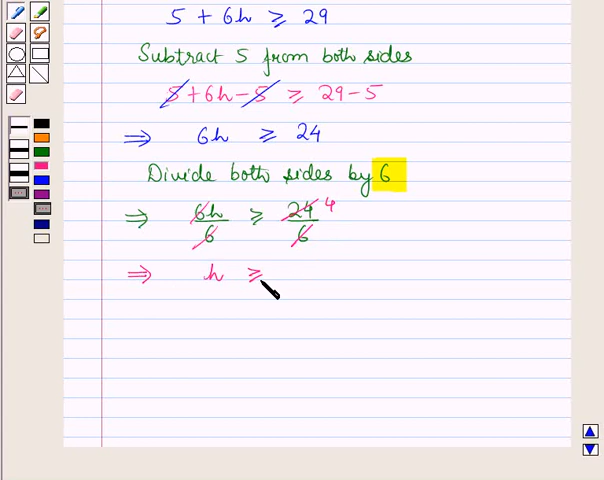 5 + 6h ≥ 29
Subtract 5 from both sides
5 + 6h - 5 ≥ 29 - 5
⇒ 6h ≥ 24
Divide both sides by 6
⇒ 6h/6 ≥ 24/6 4
⇒ h ≥